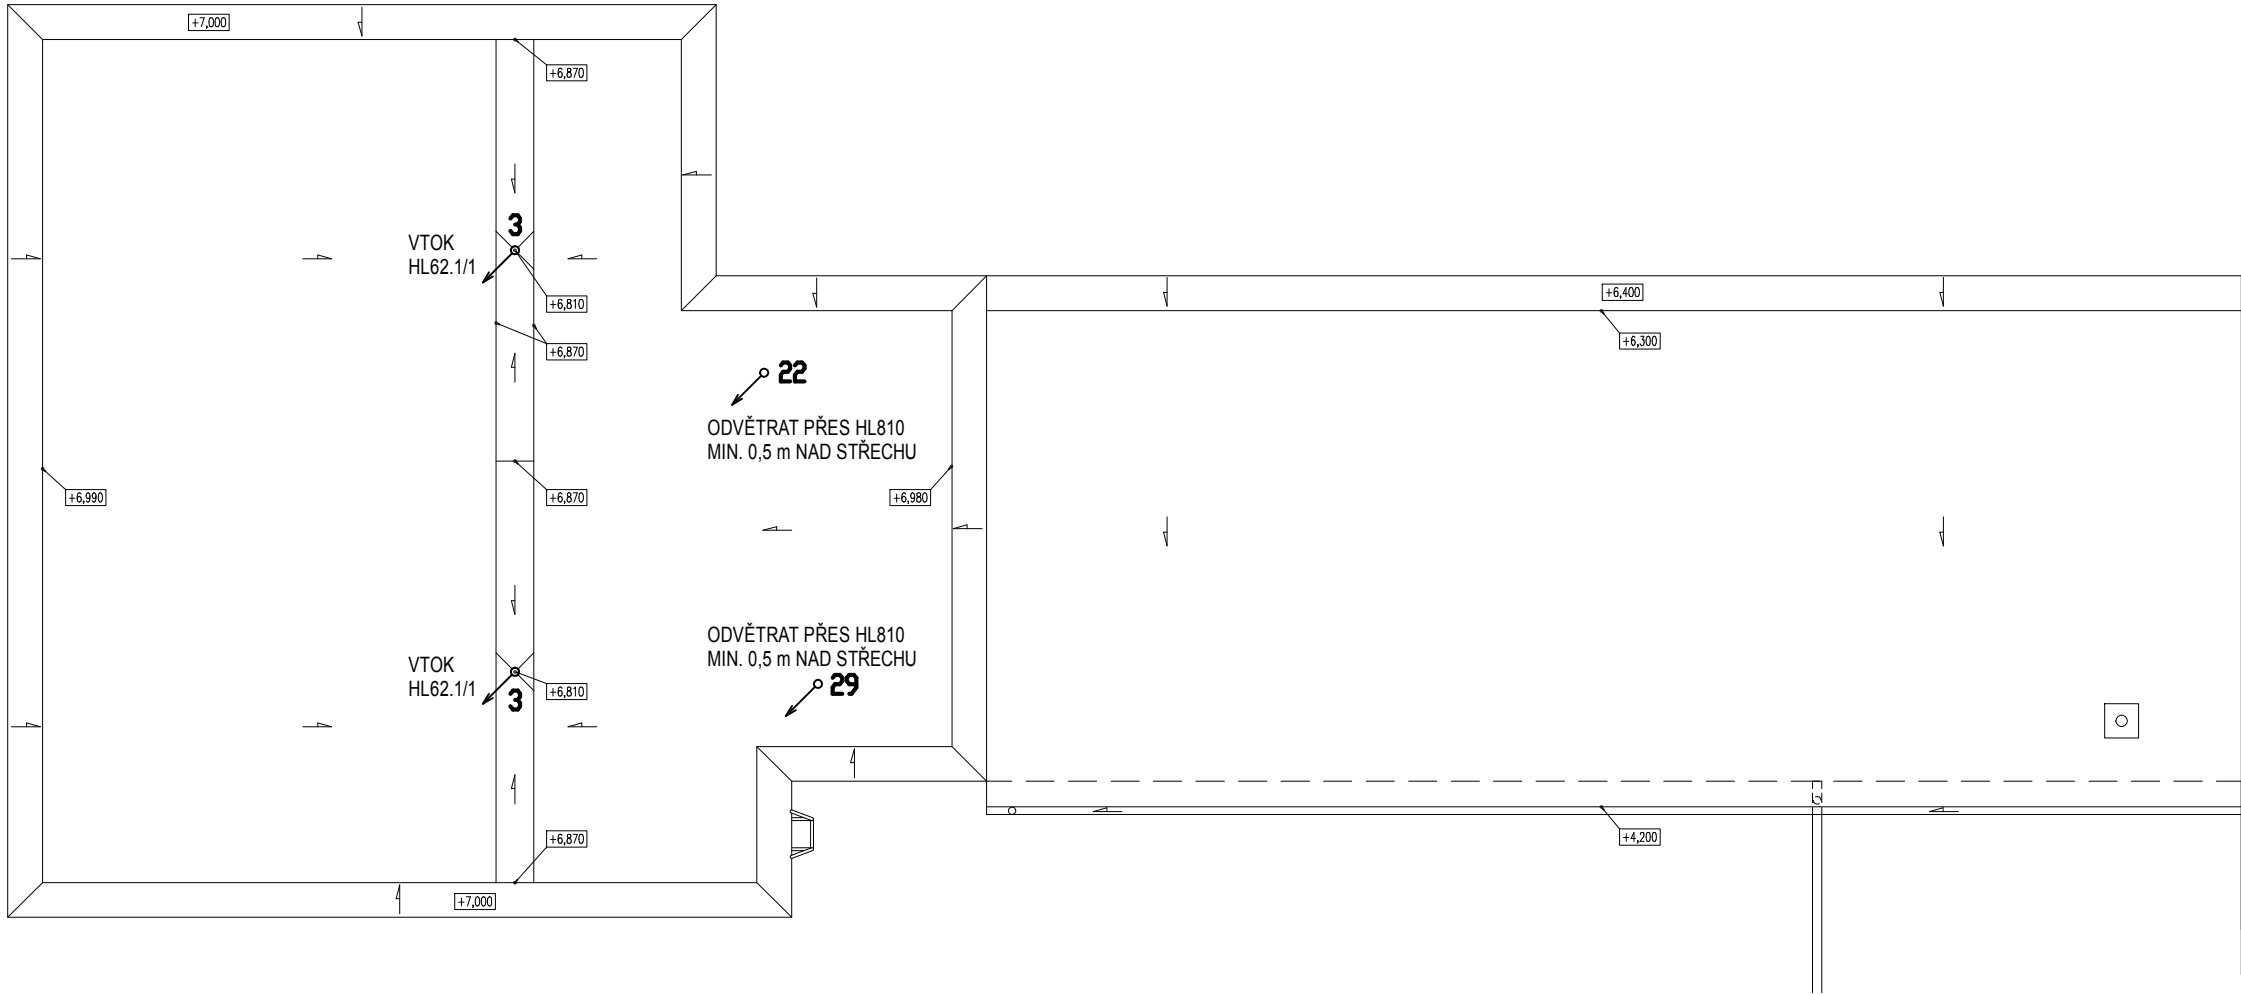 +7,000
+6,870
3
VTOK
HL62.1/1
+6,810
+6,400
+6,300
+6,870
22
ODVĚTRAT PŘES HL810
MIN. 0,5 m NAD STŘECHU
+6,990
+6,870
+6,980
ODVĚTRAT PŘES HL810
MIN. 0,5 m NAD STŘECHU
29
VTOK
HL62.1/1
+6,810
3
+6,870
+4,200
+7,000